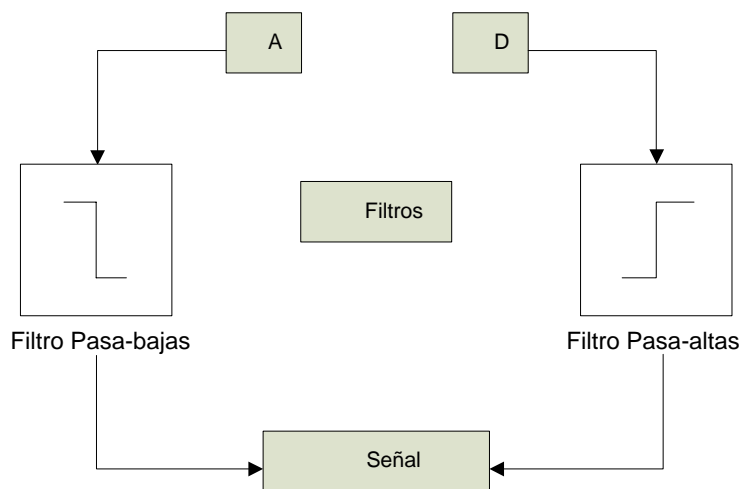 A
D
Filtros
Filtro Pasa-bajas
Filtro Pasa-altas
Señal